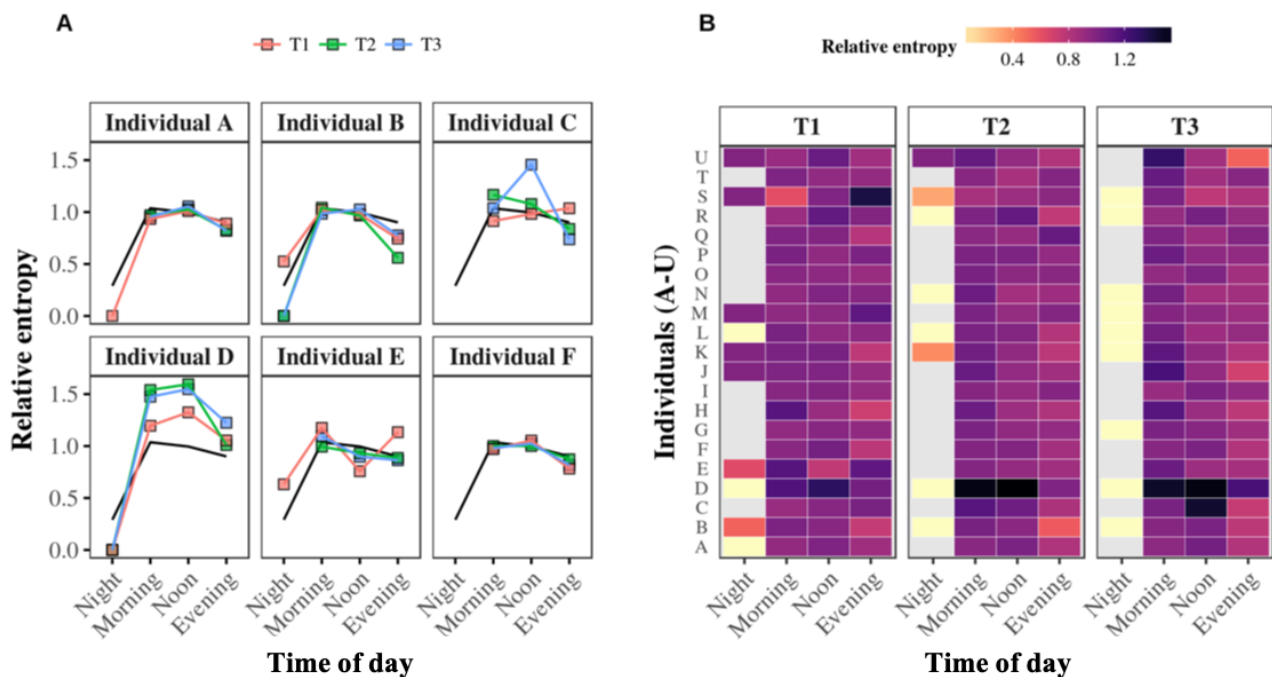 A
T1 T2 T3
Relative entropy
Individual A Individual B Individual C
1.5
1.0
0.5
0.0
Individual D Individual E Individual F
1.5
1.0
0.5
0.0
Night Morning Noon Evening Night Morning Noon Evening Night Morning Noon Evening
Time of day
B
Relative entropy
0.4 0.8 1.2
Individuals (A-U)
T1 T2 T3
U
T
S
R
Q
P
O
N
M
L
K
J
I
H
G
F
E
D
C
B
A
Night Morning Noon Evening Night Morning Noon Evening Night Morning Noon Evening
Time of day